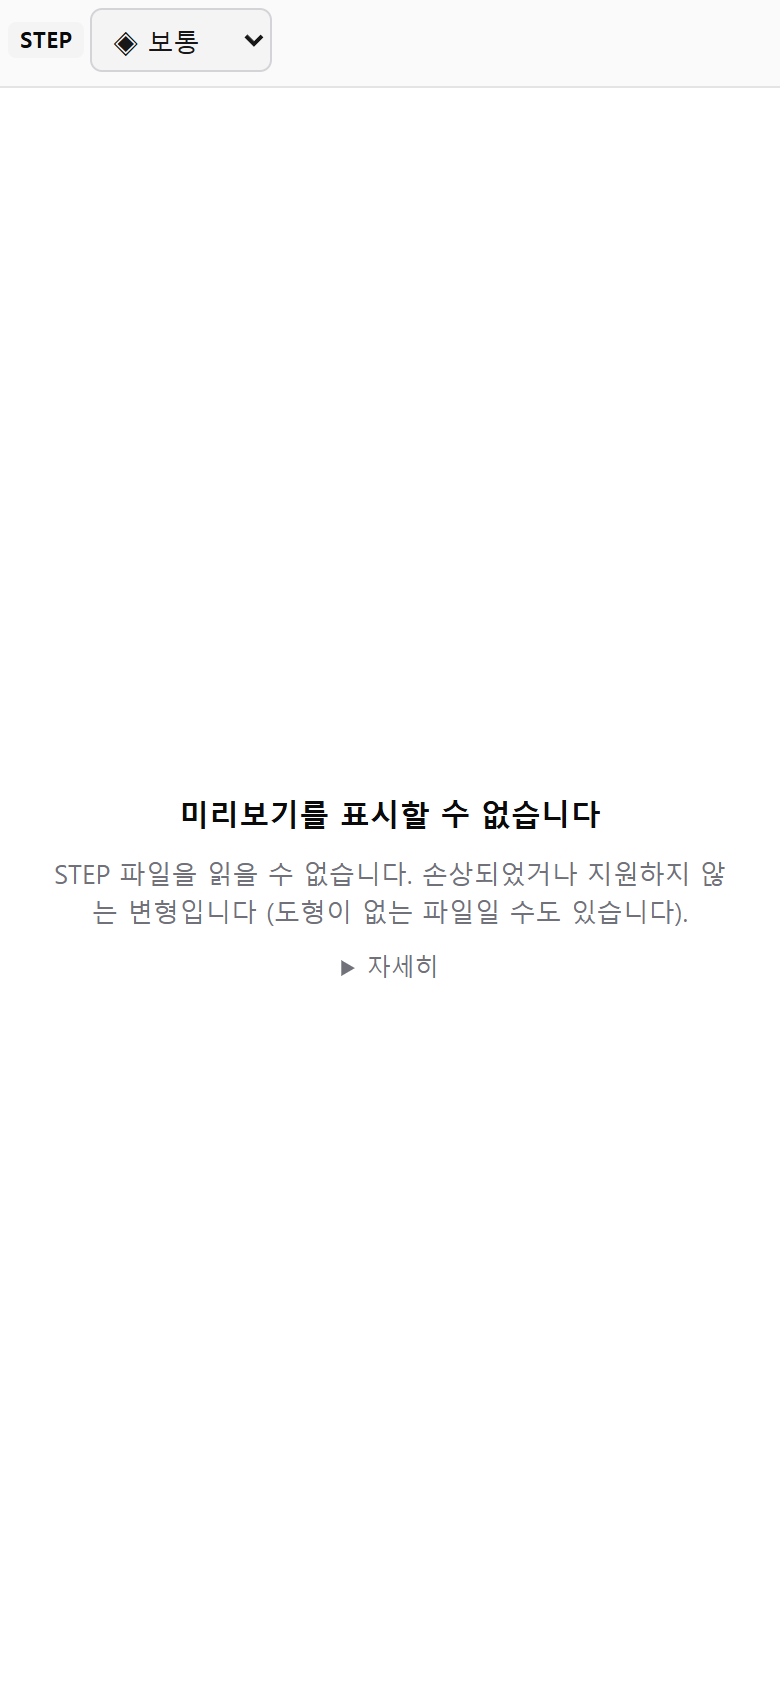 STEP
◈ 보통
미리보기를 표시할 수 없습니다
STEP 파일을 읽을 수 없습니다. 손상되었거나 지원하지 않
는 변형입니다 (도형이 없는 파일일 수도 있습니다).
▶ 자세히